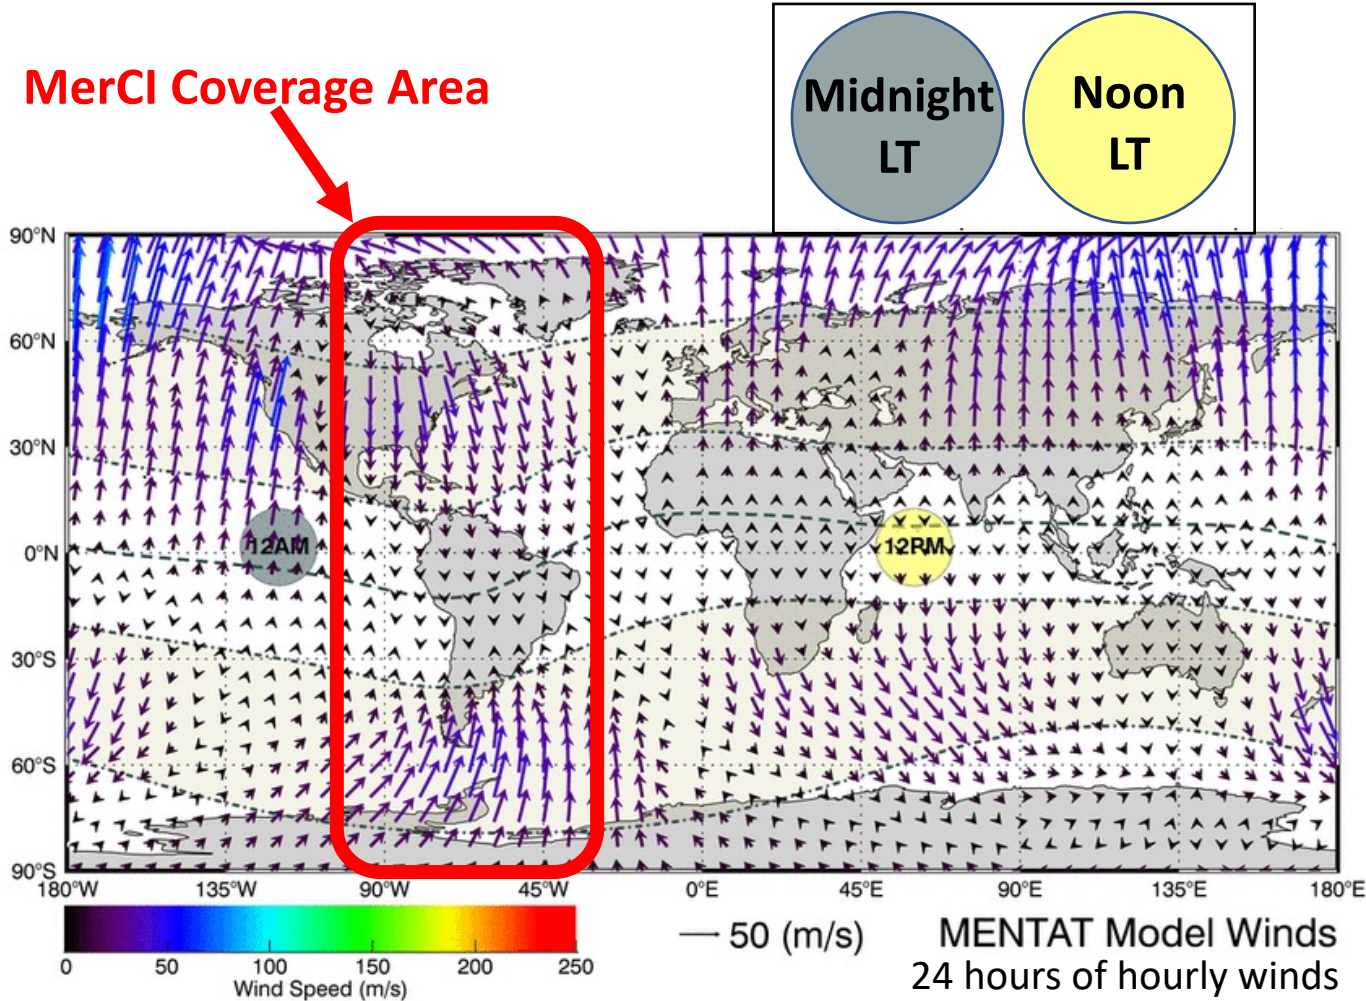 MerCI Coverage Area
Midnight
LT
Noon
LT
90°N
60°N
30°N
0°N
30°S
60°S
90°S
12AM
12PM
180°W
135°W
90°W
45°W
0°E
45°E
90°E
135°E
180°E
0
50
100
150
200
250
Wind Speed (m/s)
50 (m/s)
MENTAT Model Winds
24 hours of hourly winds